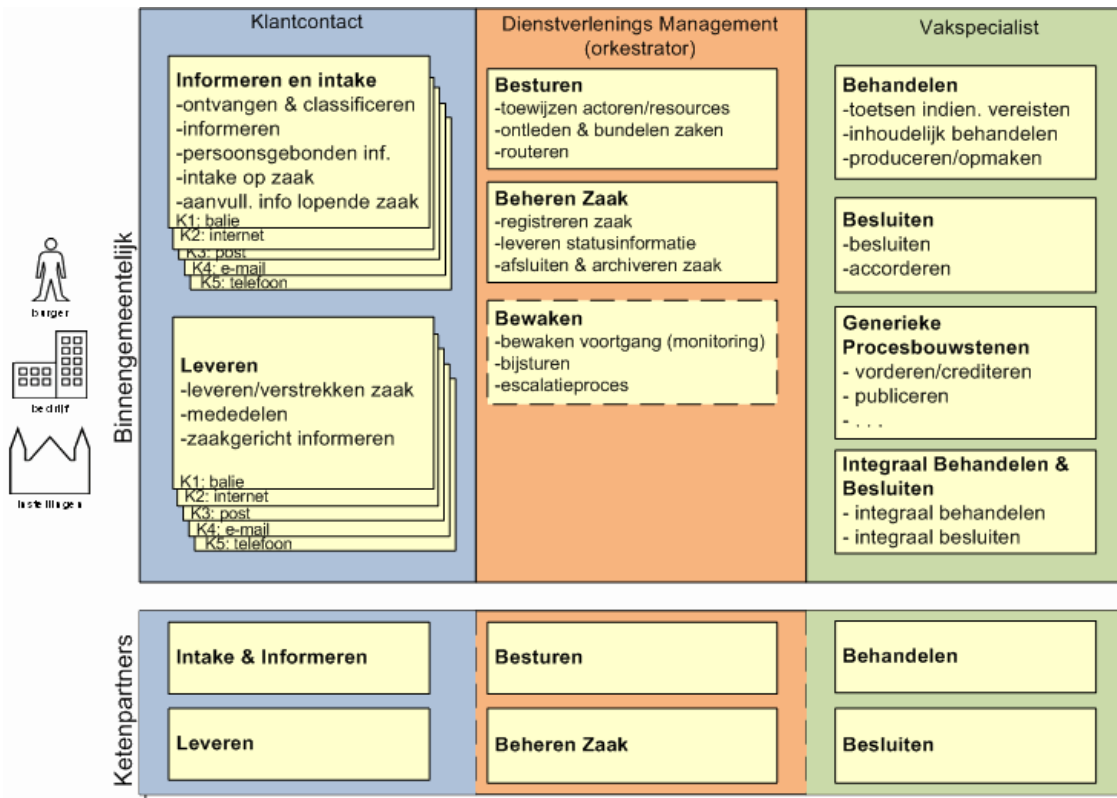 Klantcontact
Dienstverlenings Management
(orkestrator)
Vakspecialist
Binnengemeentelijk
burger
bedrijf
instellingen
Informeren en intake
-ontvangen & classificeren
-informeren
-persoonsgebonden inf.
-intake op zaak
-aanvull. info lopende zaak
K1: balie
K2: internet
K3: post
K4: e-mail
K5: telefoon
Leveren
-leveren/verstrekken zaak
-mededelen
-zaakgericht informeren
K1: balie
K2: internet
K3: post
K4: e-mail
K5: telefoon
Besturen
-toewijzen actoren/resources
-ontleden & bundelen zaken
-routeren
Beheren Zaak
-registreren zaak
-leveren statusinformatie
-afsluiten & archiveren zaak
Bewaken
-bewaken voortgang (monitoring)
-bijsturen
-escalatieproces
Behandelen
-toetsen indien. vereisten
-inhoudelijk behandelen
-produceren/opmaken
Besluiten
-besluiten
-accorderen
Generieke
Procesbouwstenen
- vorderen/crediteren
- publiceren
- . . .
Integraal Behandelen &
Besluiten
- integraal behandelen
- integraal besluiten
Ketenpartners
Intake & Informeren
Leveren
Besturen
Beheren Zaak
Behandelen
Besluiten